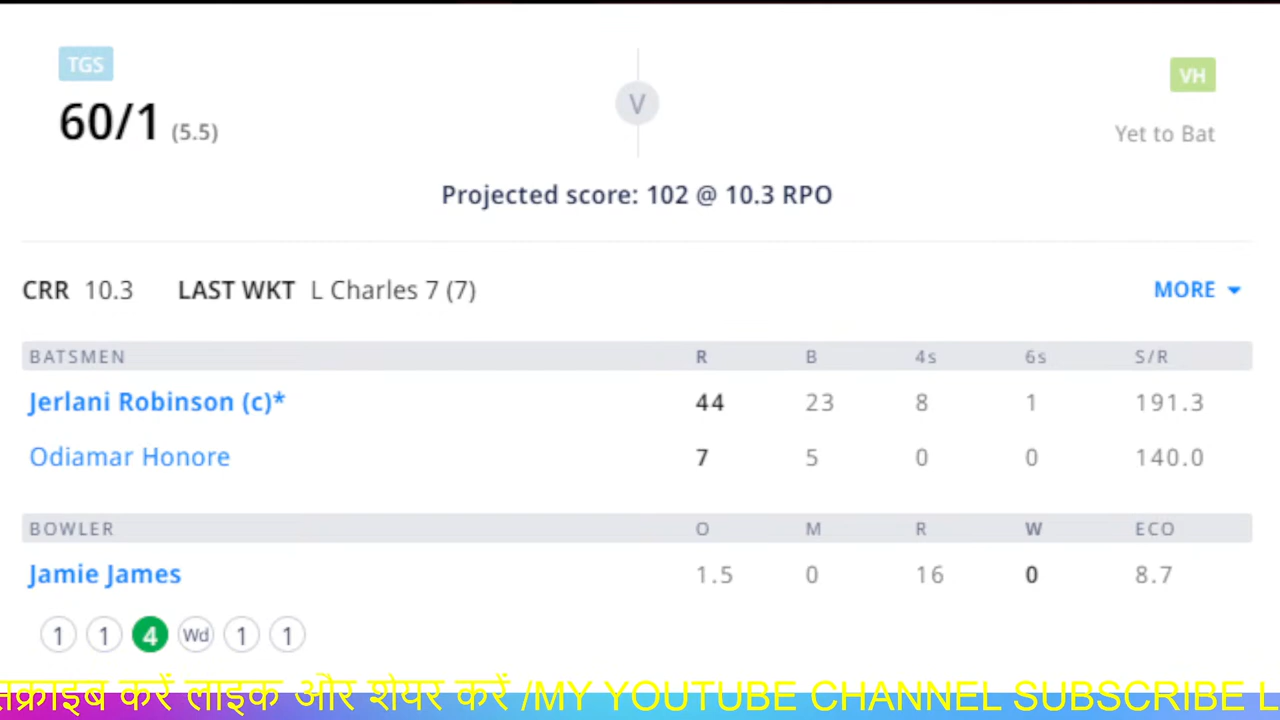 TGS
60/1 (5.5)
V
VH
Yet to Bat
Projected score: 102 @ 10.3 RPO
CRR 10.3 LAST WKT L Charles 7 (7) MORE
BATSMEN R B 4s 6s S/R
Jerlani Robinson (c)* 44 23 8 1 191.3
Odiamar Honore 7 5 0 0 140.0
BOWLER O M R W ECO
Jamie James 1.5 0 16 0 8.7
1 1 4 Wd 1 1
सक्राइब करें लाइक और शेयर करें /MY YOUTUBE CHANNEL SUBSCRIBE L